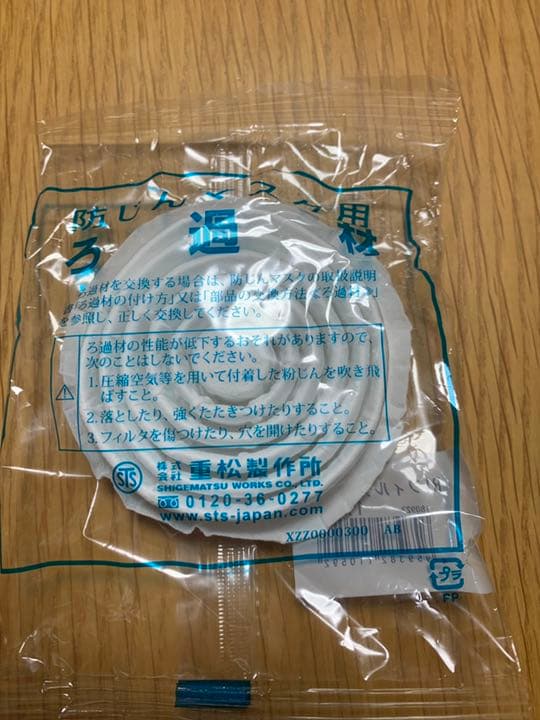 防じんマスク用
ろ過材
ろ過材を交換する場合は、防じんマスクの取扱説明
書「ろ過材の付け方」又は「部品の交換方法<ろ過材>」
を参照し、正しく交換してください。
ろ過材の性能が低下するおそれがありますので、
次のことはしないでください。
1. 圧縮空気等を用いて付着した粉じんを吹き飛
ばすこと。
2. 落としたり、強くたたきつけたりすること。
3. フィルタを傷つけたり、穴を開けたりすること。
STS
株式会社 重松製作所
SHIGEMATSU WORKS CO., LTD.
0120-36-0277
www.sts-japan.com
XZZ0000300 AB
プラ